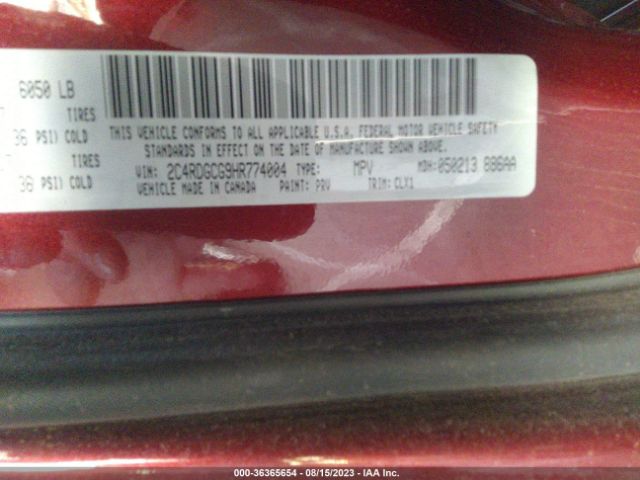 6050 LB
TIRES
36 PSI) COLD
TIRES
36 PSI) COLD
THIS VEHICLE CONFORMS TO ALL APPLICABLE U.S.A. FEDERAL MOTOR VEHICLE SAFETY
STANDARDS IN EFFECT ON THE DATE OF MANUFACTURE SHOWN ABOVE.
VIN: 2C4RDGCG9HR774004 TYPE: MPV MDH: 050213 886AA
VEHICLE MADE IN CANADA PAINT: PRV TRIM: CLX1
000-36365654 - 08/15/2023 - IAA Inc.